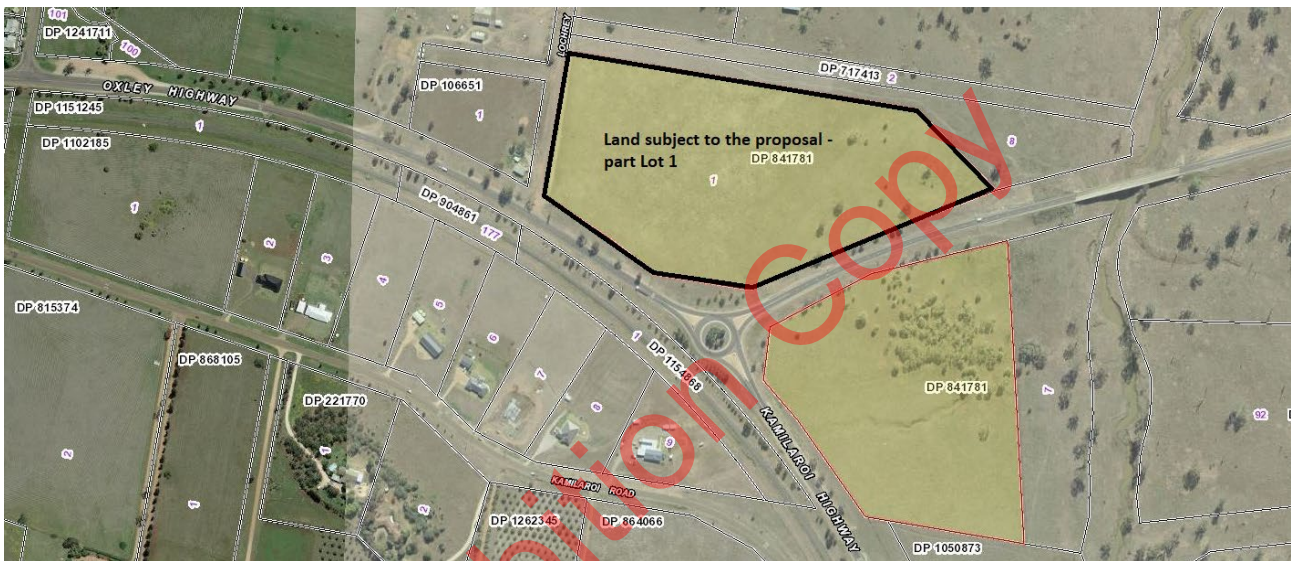 101
DP 1241711
100
LOCHREY
OXLEY HIGHWAY
DP 106651
DP 717413
2
DP 1151245
1
1
8
DP 1102185
Land subject to the proposal -
part Lot 1
DP 841781
1
1
DP 904861
177
2
3
4
5
6
7
8
9
1
DP 1154868
DP 815374
DP 868105
DP 221770
DP 841781
7
92
KAMILAROI HIGHWAY
2
1
1
2
KAMILAROI ROAD
DP 1262345
DP 864066
DP 1050873
bition Copy